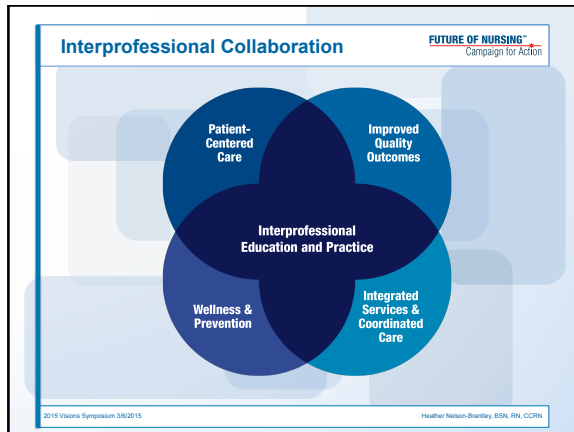 Interprofessional Collaboration
FUTURE OF NURSING™
Campaign for Action
Patient-
Centered
Care
Improved
Quality
Outcomes
Interprofessional
Education and Practice
Wellness &
Prevention
Integrated
Services &
Coordinated
Care
2015 Visions Symposium 3/6/2015
Heather Nelson-Brantley, BSN, RN, CCRN